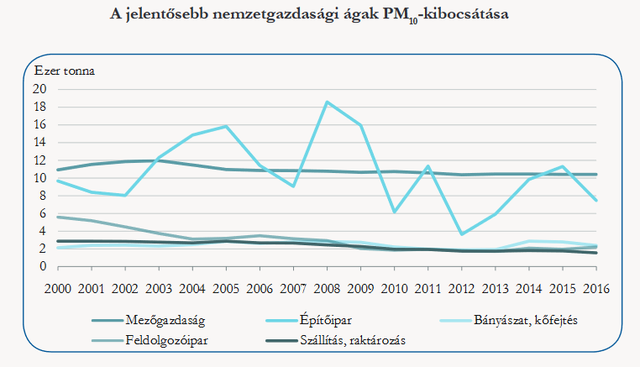 A jelentősebb nemzetgazdasági ágak PM10-kibocsátása
Ezer tonna
20
18
16
14
12
10
8
6
4
2
0
2000 2001 2002 2003 2004 2005 2006 2007 2008 2009 2010 2011 2012 2013 2014 2015 2016
Mezőgazdaság Építőipar Bányászat, kőfejtés
Feldolgozóipar Szállítás, raktározás